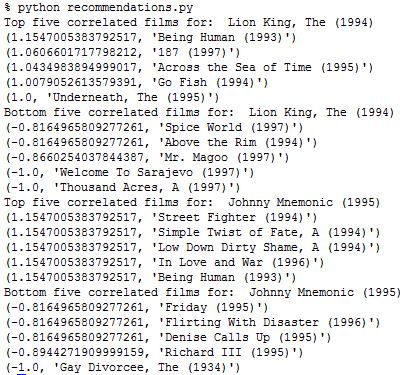 % python recommendations.py
Top five correlated films for:  Lion King, The (1994)
(1.1547005383792517, 'Being Human (1993)')
(1.0606601717798212, '187 (1997)')
(1.0434983894999017, 'Across the Sea of Time (1995)')
(1.0079052613579391, 'Go Fish (1994)')
(1.0, 'Underneath, The (1995)')
Bottom five correlated films for:  Lion King, The (1994)
(-0.8164965809277261, 'Spice World (1997)')
(-0.8164965809277261, 'Above the Rim (1994)')
(-0.8660254037844387, 'Mr. Magoo (1997)')
(-1.0, 'Welcome To Sarajevo (1997)')
(-1.0, 'Thousand Acres, A (1997)')
Top five correlated films for:  Johnny Mnemonic (1995)
(1.1547005383792517, 'Street Fighter (1994)')
(1.1547005383792517, 'Simple Twist of Fate, A (1994)')
(1.1547005383792517, 'Low Down Dirty Shame, A (1994)')
(1.1547005383792517, 'In Love and War (1996)')
(1.1547005383792517, 'Being Human (1993)')
Bottom five correlated films for:  Johnny Mnemonic (1995)
(-0.8164965809277261, 'Friday (1995)')
(-0.8164965809277261, 'Flirting With Disaster (1996)')
(-0.8164965809277261, 'Denise Calls Up (1995)')
(-0.8944271909999159, 'Richard III (1995)')
(-1.0, 'Gay Divorcee, The (1934)')